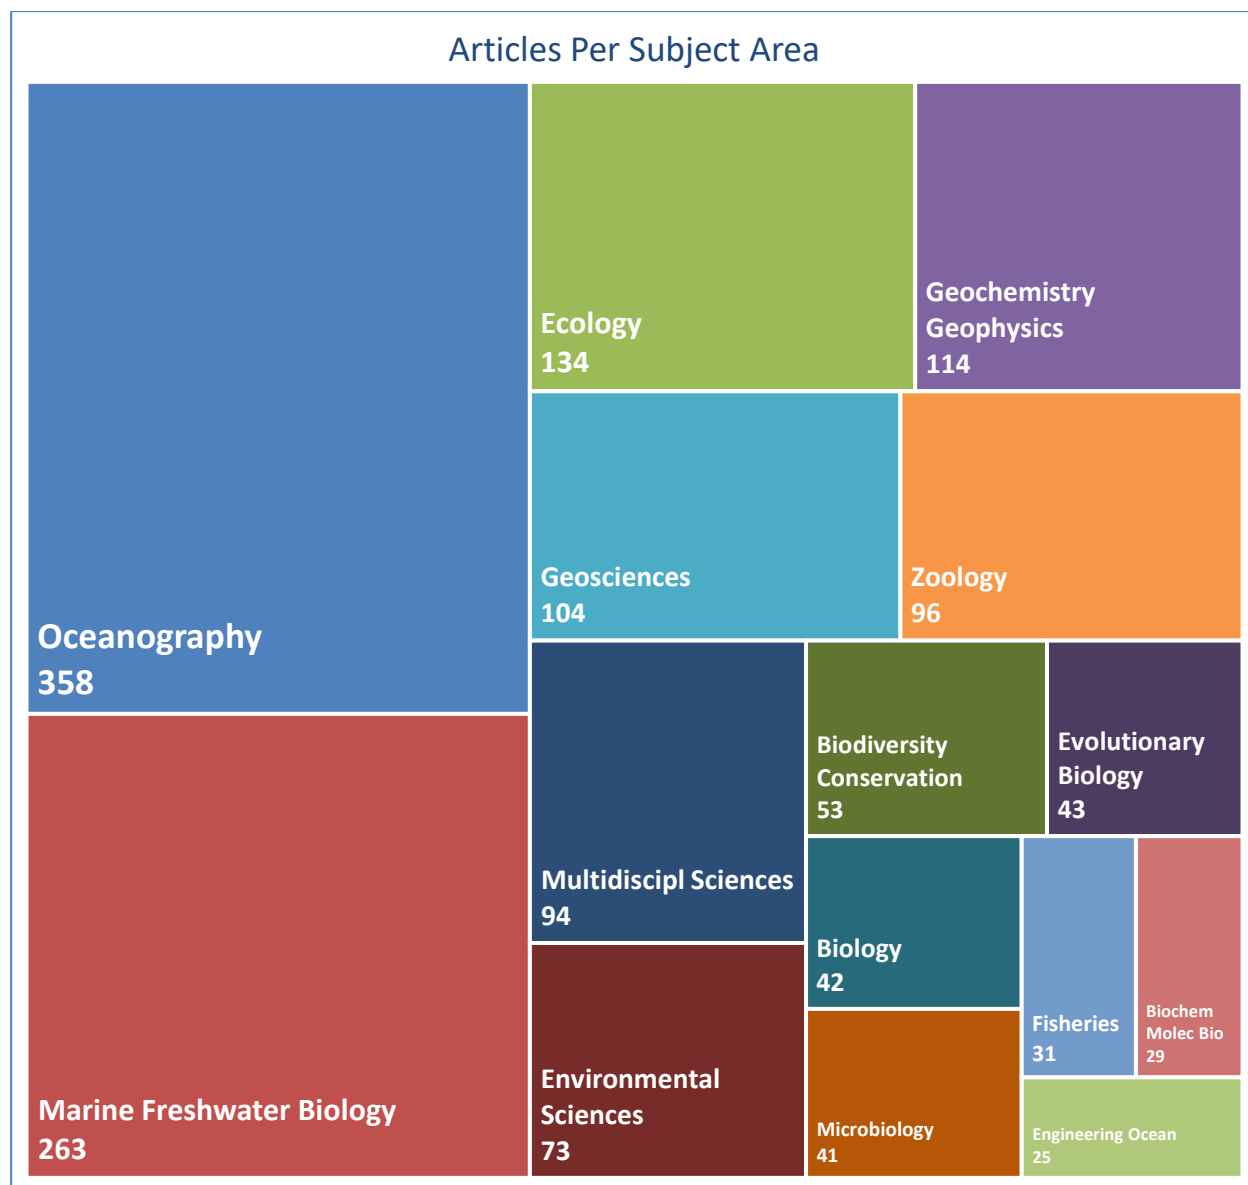 Articles Per Subject Area
Oceanography
358
Marine Freshwater Biology
263
Ecology
134
Geochemistry
Geophysics
114
Geosciences
104
Zoology
96
Multidiscipl Sciences
94
Environmental
Sciences
73
Biodiversity
Conservation
53
Evolutionary
Biology
43
Biology
42
Microbiology
41
Fisheries
31
Biochem
Molec Bio
29
Engineering Ocean
25